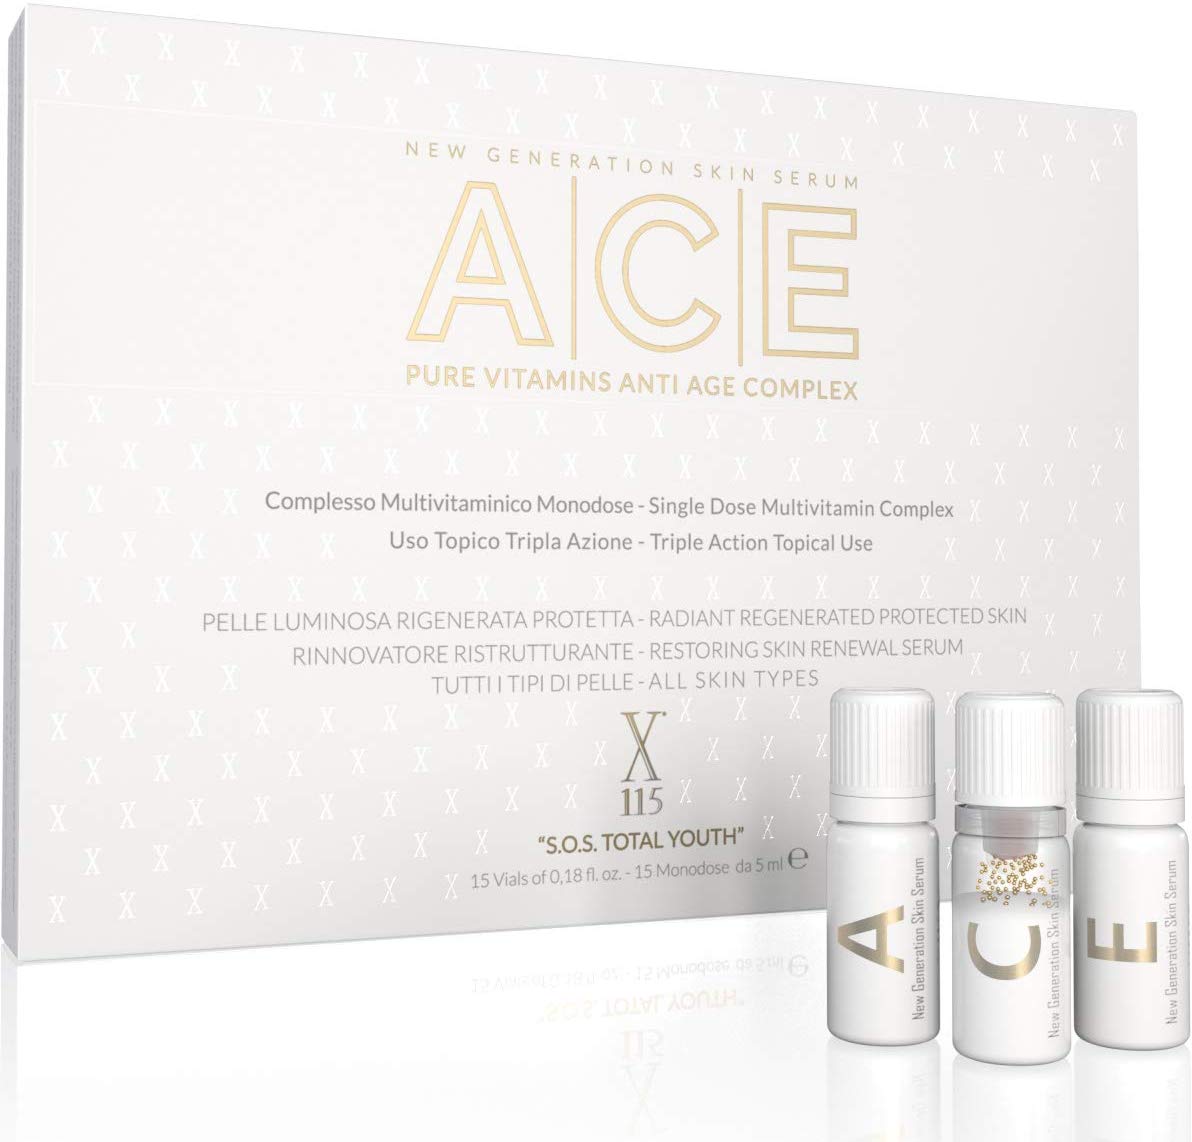 NEW GENERATION SKIN SERUM
A|C|E
PURE VITAMINS ANTI AGE COMPLEX
Complesso Multivitaminico Monodose - Single Dose Multivitamin Complex
Uso Topico Tripla Azione - Triple Action Topical Use
PELLE LUMINOSA RIGENERATA PROTETTA - RADIANT REGENERATED PROTECTED SKIN
RINNOVATORE RISTRUTTURANTE - RESTORING SKIN RENEWAL SERUM
TUTTI I TIPI DI PELLE - ALL SKIN TYPES
X
115
"S.O.S. TOTAL YOUTH"
15 Vials of 0,18 fl. oz. - 15 Monodose da 5 ml ℮
A
New Generation Skin Serum
C
New Generation Skin Serum
E
New Generation Skin Serum